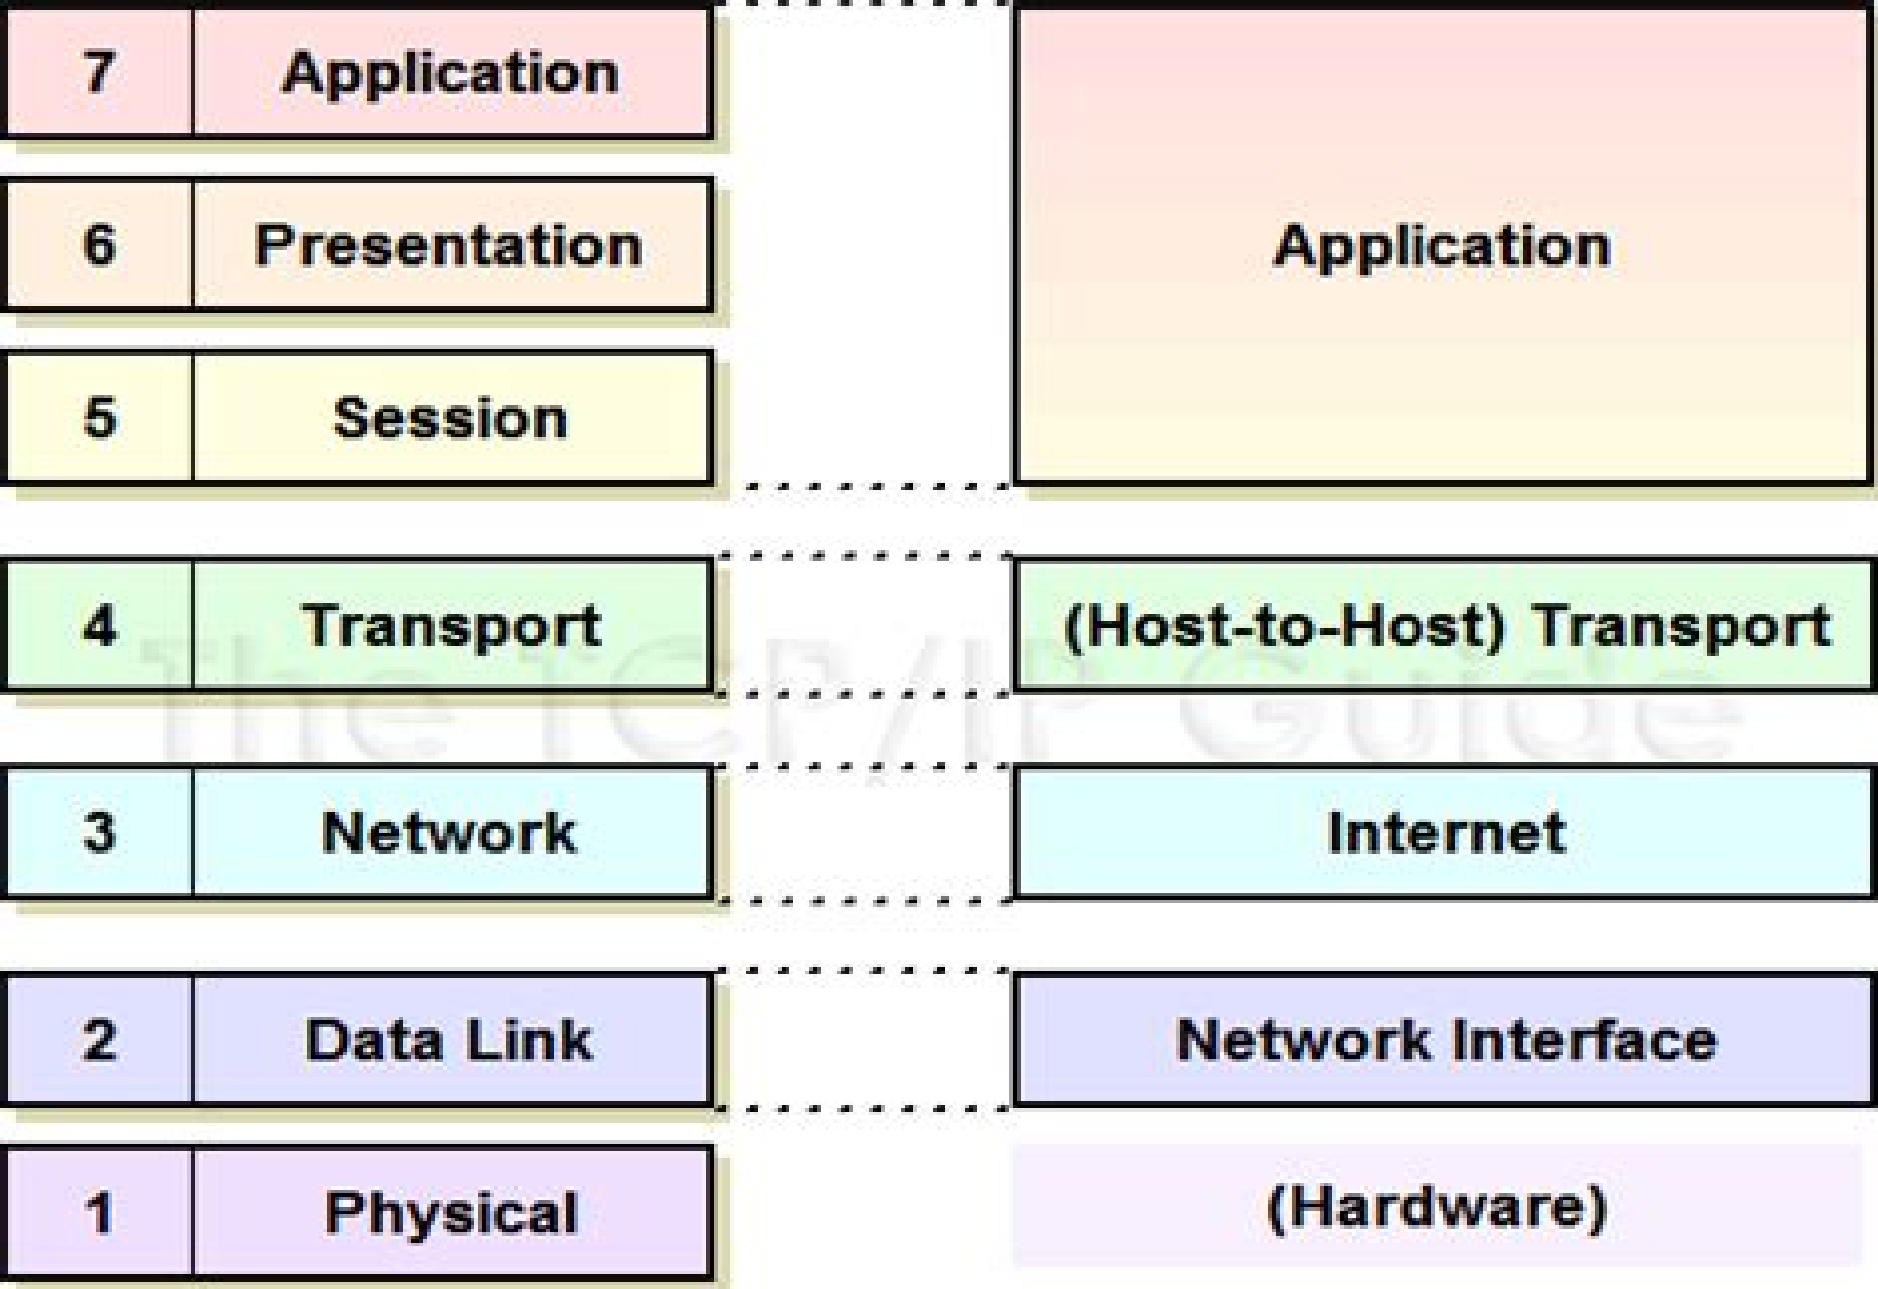 7 Application
6 Presentation
5 Session
Application
4 Transport
(Host-to-Host) Transport
3 Network
Internet
2 Data Link
Network Interface
1 Physical
(Hardware)
The TCP/IP Guide